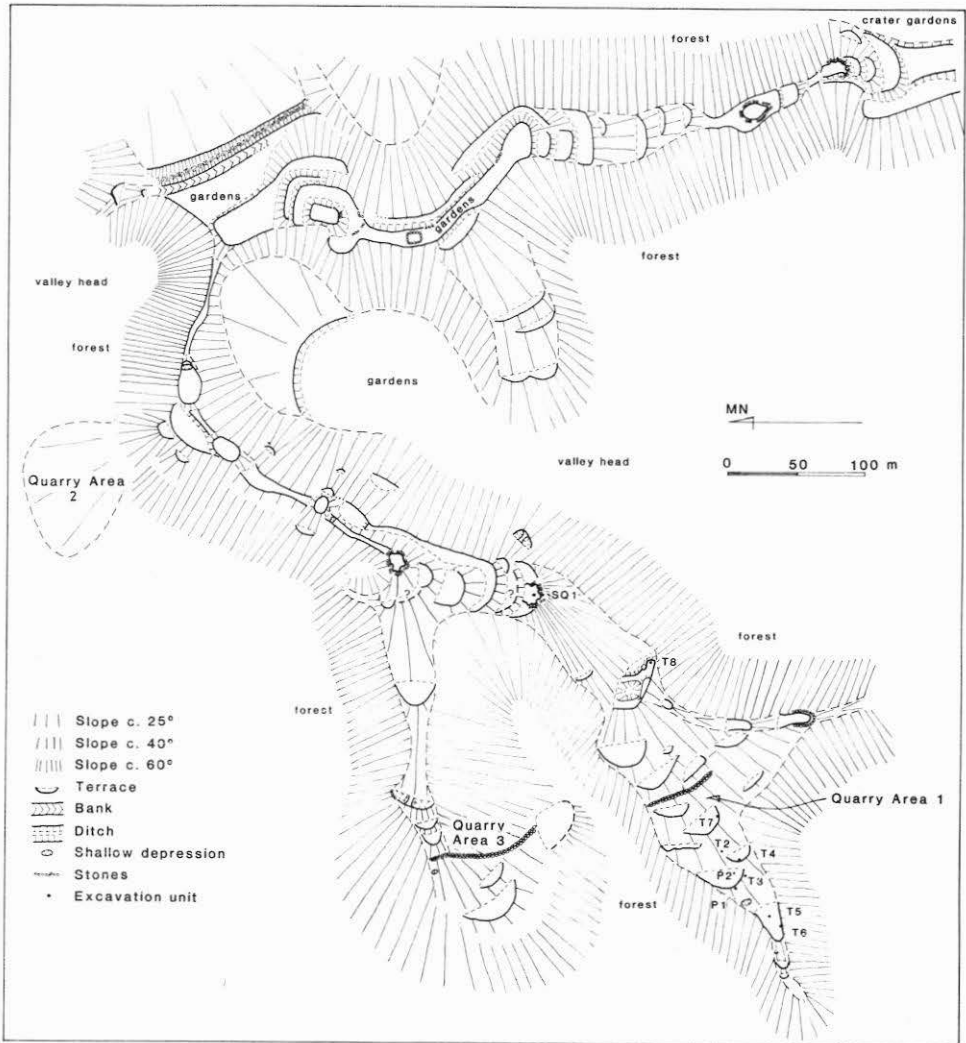 crater gardens
forest
gardens
gardens
forest
valley head
forest
gardens
MN
0 50 100 m
valley head
Quarry Area
2
? SQ1
?
forest
T8
forest
Slope c. 25°
Slope c. 40°
Slope c. 60°
Terrace
Bank
Ditch
Shallow depression
Stones
Excavation unit
Quarry
Area 3
Quarry Area 1
T7
T2
T4
P2
T3
P1
T5
T6
forest